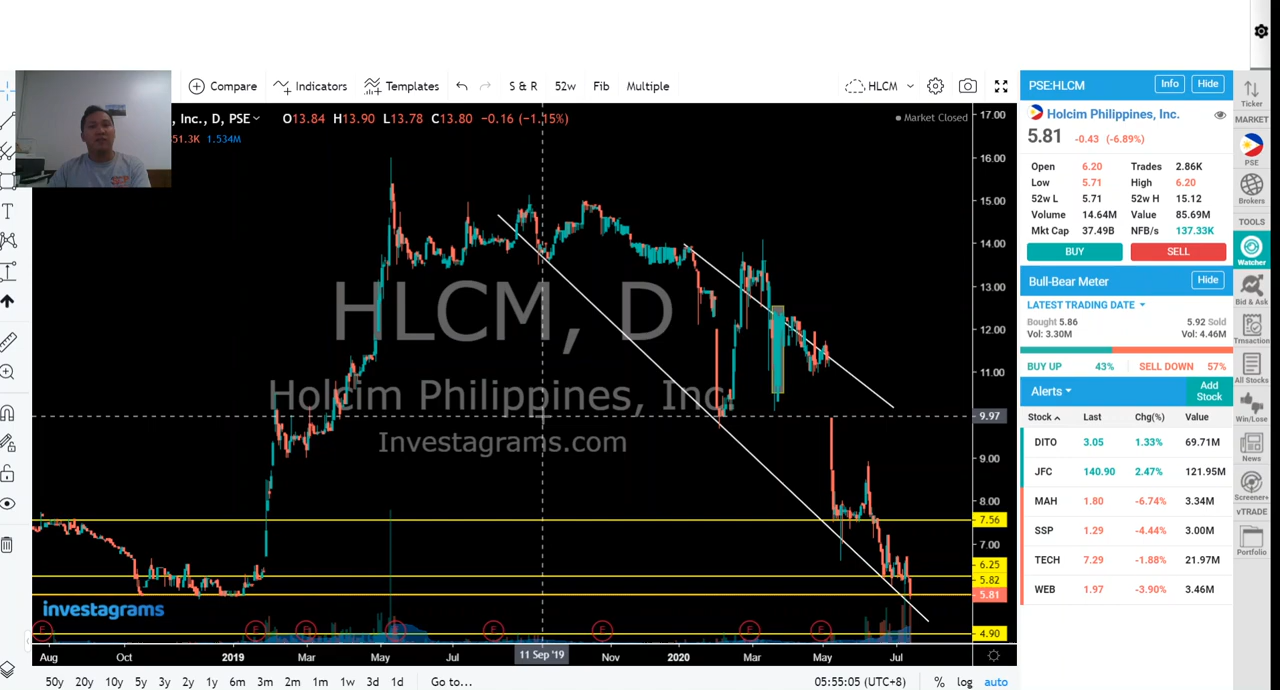 Compare Indicators Templates S & R 52w Fib Multiple HLCM
, Inc., D, PSE O13.84 H13.90 L13.78 C13.80 −0.16 (−1.15%) Market Closed
51.3K 1.534M
HLCM, D
Holcim Philippines, Inc.
Investagrams.com
investagrams
17.00
16.00
15.00
14.00
13.00
12.00
11.00
9.97
9.00
8.00
7.56
7.00
6.25
5.82
5.81
4.90
E E E E E E E E
Aug Oct 2019 Mar May Jul 11 Sep '19 Nov 2020 Mar May Jul
50y 20y 10y 5y 3y 2y 1y 6m 3m 2m 1m 1w 3d 1d Go to... 05:55:05 (UTC+8) % log auto
PSE:HLCM Info Hide
Holcim Philippines, Inc.
5.81 -0.43 (-6.89%)
Open 6.20 Trades 2.86K
Low 5.71 High 6.20
52w L 5.71 52w H 15.12
Volume 14.64M Value 85.69M
Mkt Cap 37.49B NFB/s 137.33K
BUY SELL
Bull-Bear Meter Hide
LATEST TRADING DATE
Bought 5.86 5.92 Sold
Vol: 3.30M Vol: 4.46M
BUY UP 43% SELL DOWN 57%
Alerts Add Stock
Stock Last Chg(%) Value
DITO 3.05 1.33% 69.71M
JFC 140.90 2.47% 121.95M
MAH 1.80 -6.74% 3.34M
SSP 1.29 -4.44% 3.00M
TECH 7.29 -1.88% 21.97M
WEB 1.97 -3.90% 3.46M
Ticker
MARKET
PSE
Brokers
TOOLS
Watcher
Bid & Ask
Trnsaction
All Stocks
Win/Lose
News
Screener+
vTRADE
Portfolio